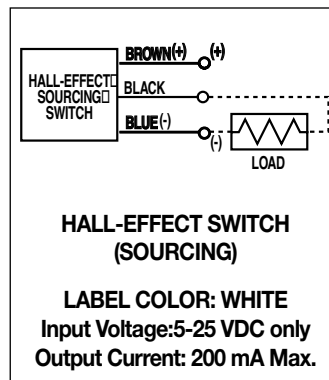 BROWN(+) (+)
HALL-EFFECT
SOURCING
SWITCH
BLACK
BLUE(-) (-)
LOAD
HALL-EFFECT SWITCH
(SOURCING)
LABEL COLOR: WHITE
Input Voltage:5-25 VDC only
Output Current: 200 mA Max.